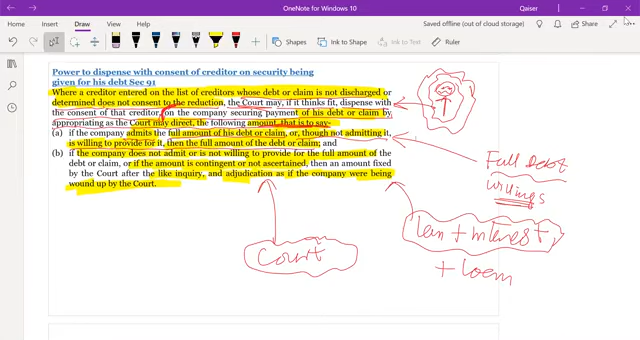 OneNote for Windows 10
Qaiser
File Home Insert Draw View Help Class Notebook
Saved offline (out of cloud storage)
Shapes Ink to Shape Ink to Text Ruler
Power to dispense with consent of creditor on security being
given for his debt Sec 91
Where a creditor entered on the list of creditors whose debt or claim is not discharged or
determined does not consent to the reduction, the Court may, if it thinks fit, dispense with
the consent of that creditor, on the company securing payment of his debt or claim by
appropriating as the Court may direct, the following amount, that is to say-
(a) if the company admits the full amount of his debt or claim, or, though not admitting it,
is willing to provide for it, then the full amount of the debt or claim; and
(b) if the company does not admit or is not willing to provide for the full amount of the
debt or claim, or if the amount is contingent or not ascertained, then an amount fixed
by the Court after the like inquiry, and adjudication as if the company were being
wound up by the Court.
Full Debt
willings
Court
+ interest
+